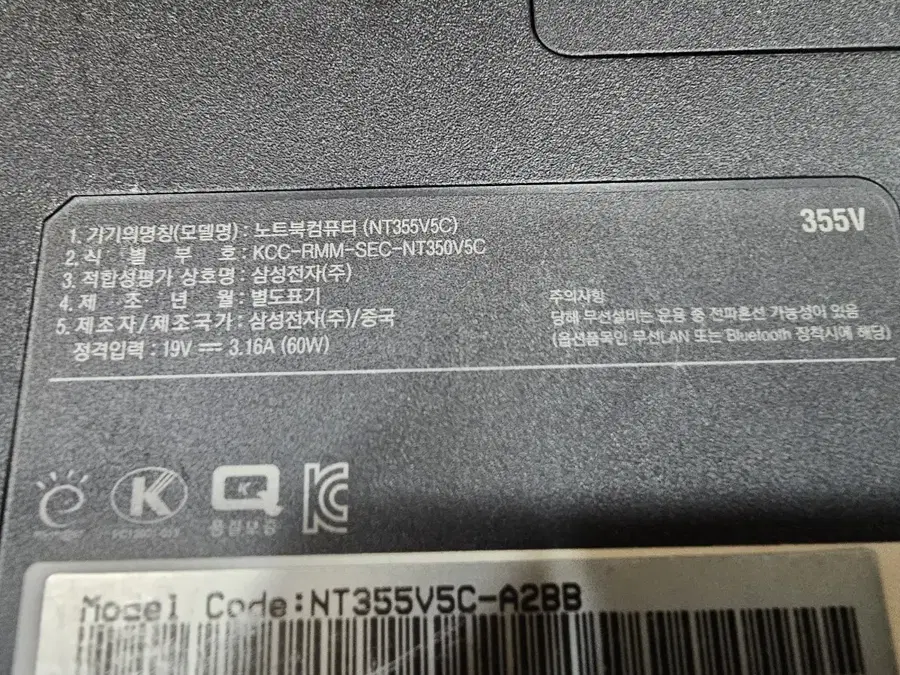 355V
1. 기기의명칭(모델명) : 노트북컴퓨터 (NT355V5C)
2. 식 별 부 호 : KCC-RMM-SEC-NT350V5C
3. 적합성평가 상호명 : 삼성전자(주)
4. 제 조 년 월 : 별도표기
5. 제조자/제조국가 : 삼성전자(주)/중국
정격입력 : 19V ⎓ 3.16A (60W)
주의사항
당해 무선설비는 운용 중 전파혼선 가능성이 있음
(옵션품목인 무선LAN 또는 Bluetooth 장착시에 해당)
K
K
Q
품질보증
KC
Model Code:NT355V5C-A2BB